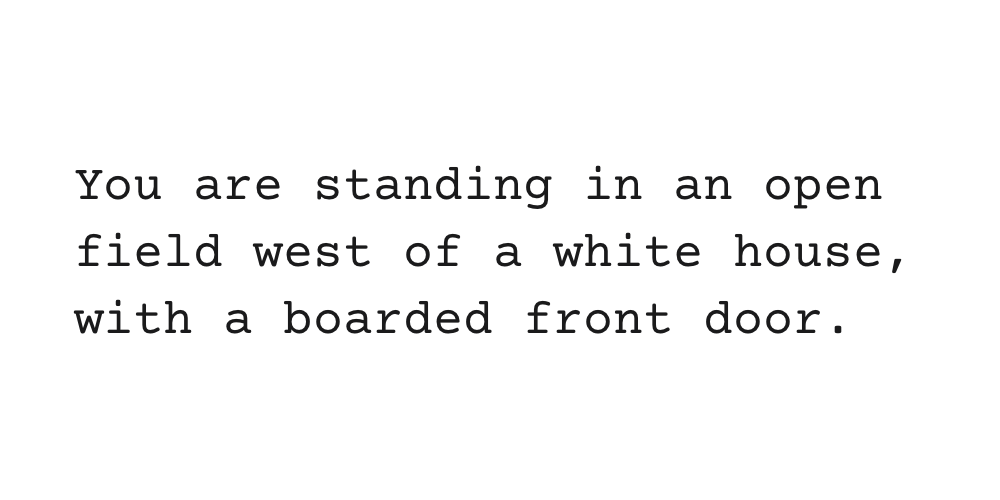 You are standing in an open
field west of a white house,
with a boarded front door.